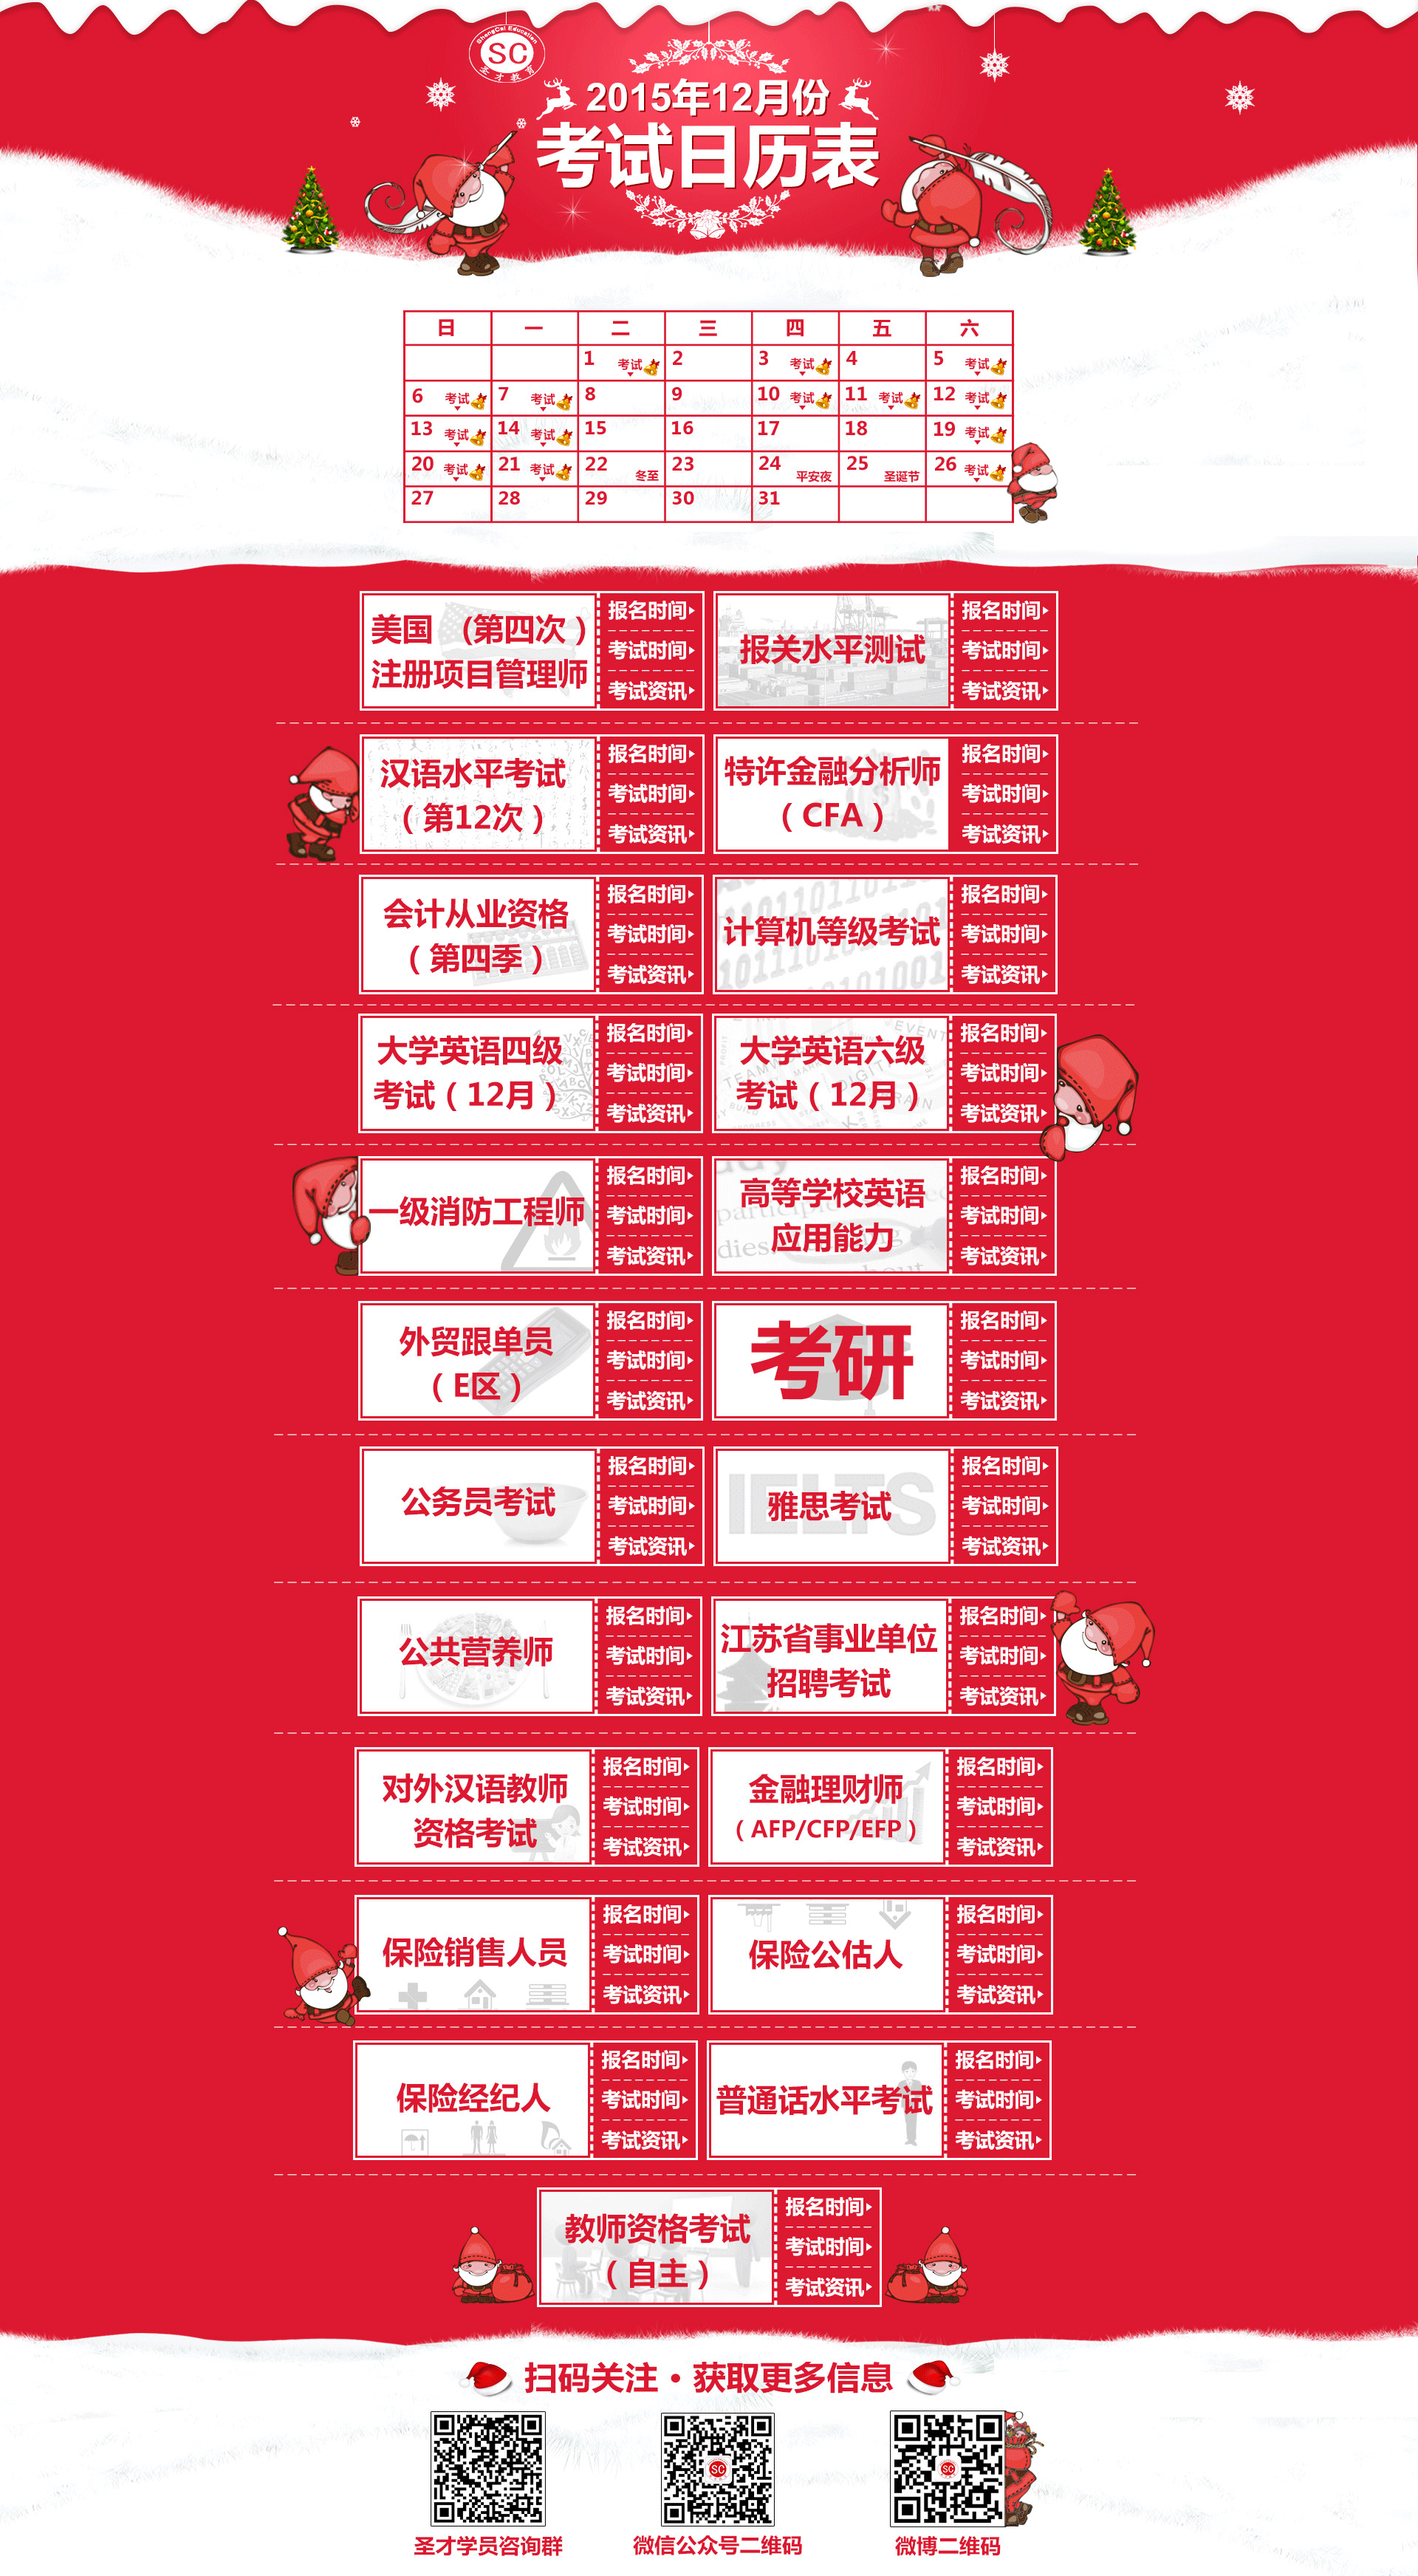 ShengCai Education
SC
圣才教育
2015年12月份
考试日历表
日 一 二 三 四 五 六
1 考试 2 3 考试 4 5 考试
6 考试 7 考试 8 9 10 考试 11 考试 12 考试
13 考试 14 考试 15 16 17 18 19 考试
20 考试 21 考试 22 冬至 23 24 平安夜 25 圣诞节 26 考试
27 28 29 30 31
美国 （第四次）
注册项目管理师
报名时间
考试时间
考试资讯
报关水平测试
报名时间
考试时间
考试资讯
汉语水平考试
（第12次）
报名时间
考试时间
考试资讯
特许金融分析师
（CFA）
报名时间
考试时间
考试资讯
会计从业资格
（第四季）
报名时间
考试时间
考试资讯
计算机等级考试
报名时间
考试时间
考试资讯
大学英语四级
考试（12月）
报名时间
考试时间
考试资讯
大学英语六级
考试（12月）
报名时间
考试时间
考试资讯
一级消防工程师
报名时间
考试时间
考试资讯
高等学校英语
应用能力
报名时间
考试时间
考试资讯
外贸跟单员
（E区）
报名时间
考试时间
考试资讯
考研
报名时间
考试时间
考试资讯
公务员考试
报名时间
考试时间
考试资讯
IELTS
雅思考试
报名时间
考试时间
考试资讯
公共营养师
报名时间
考试时间
考试资讯
江苏省事业单位
招聘考试
报名时间
考试时间
考试资讯
对外汉语教师
资格考试
报名时间
考试时间
考试资讯
金融理财师
（AFP/CFP/EFP）
报名时间
考试时间
考试资讯
保险销售人员
报名时间
考试时间
考试资讯
保险公估人
报名时间
考试时间
考试资讯
保险经纪人
报名时间
考试时间
考试资讯
普通话水平考试
报名时间
考试时间
考试资讯
教师资格考试
（自主）
报名时间
考试时间
考试资讯
扫码关注·获取更多信息
SC
SC
圣才学员咨询群
微信公众号二维码
微博二维码